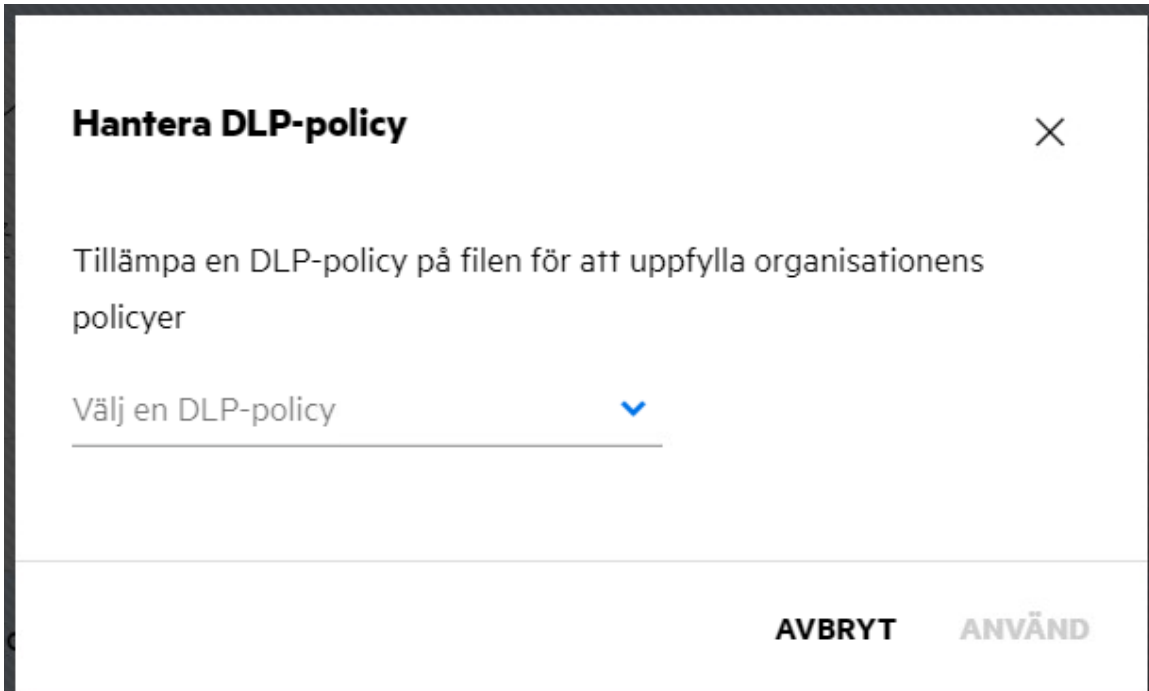 Hantera DLP-policy
Tillämpa en DLP-policy på filen för att uppfylla organisationens
policyer
Välj en DLP-policy
AVBRYT ANVÄND